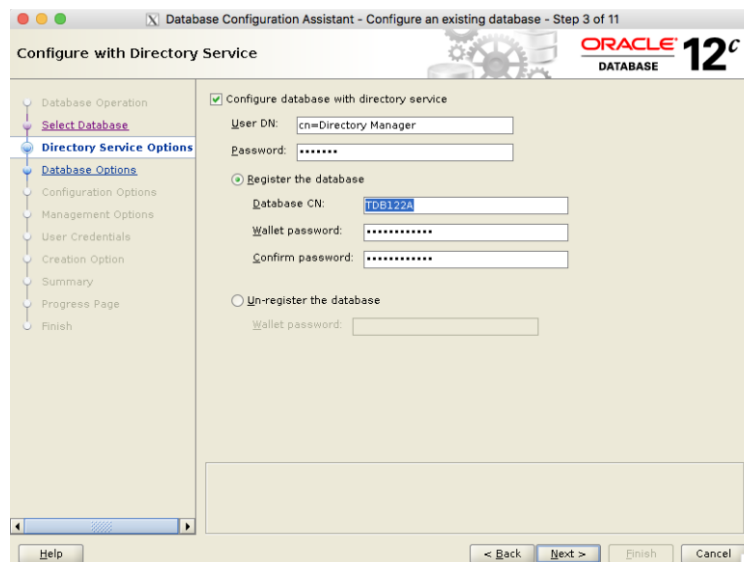 Database Configuration Assistant - Configure an existing database - Step 3 of 11
Configure with Directory Service
ORACLE
DATABASE
12c
Database Operation
Select Database
Directory Service Options
Database Options
Configuration Options
Management Options
User Credentials
Creation Option
Summary
Progress Page
Finish
Configure database with directory service
User DN: cn=Directory Manager
Password: •••••••
Register the database
Database CN: TDB122A
Wallet password: ••••••••••••
Confirm password: ••••••••••••
Un-register the database
Wallet password:
Help
< Back Next > Finish Cancel